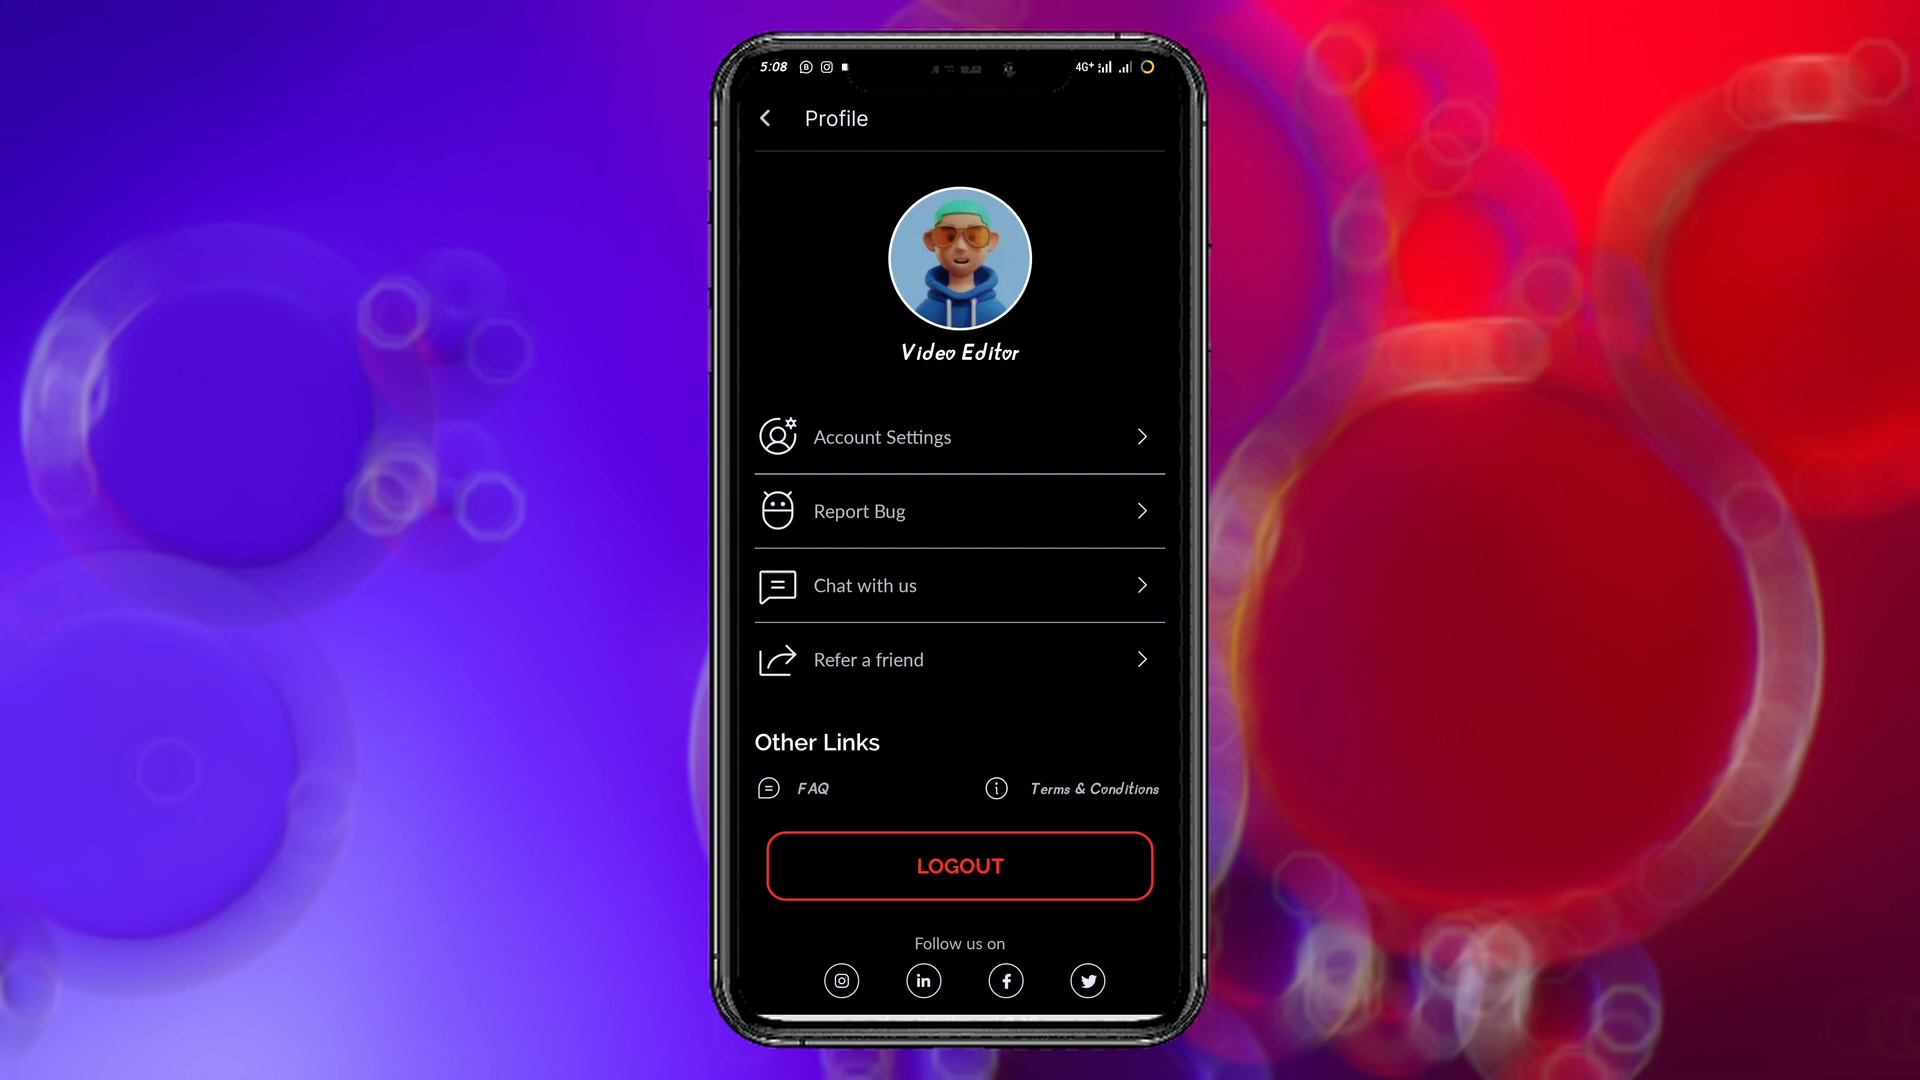 5:08
4G+
Profile
Video Editor
Account Settings
Report Bug
Chat with us
Refer a friend
Other Links
FAQ
Terms & Conditions
LOGOUT
Follow us on